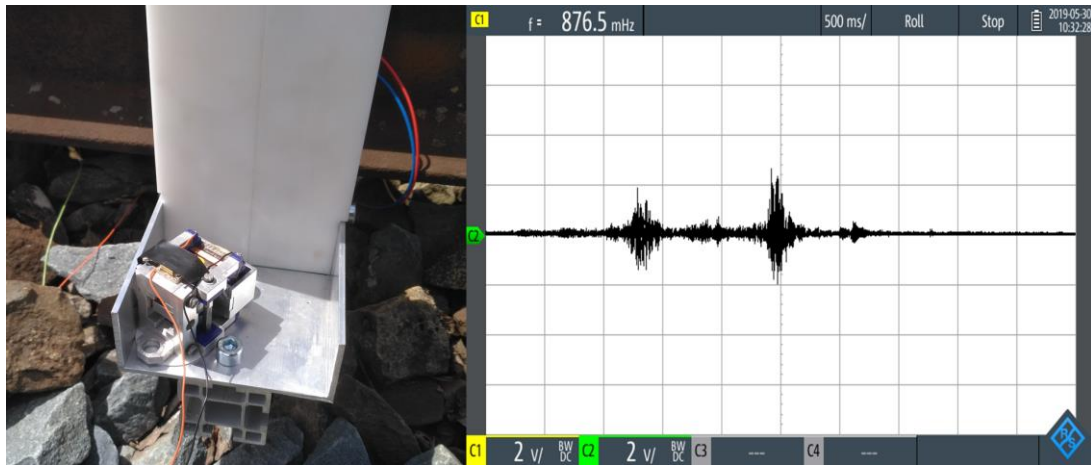 C1 f = 876.5 mHz 500 ms/ Roll Stop 2019-05-30
10:32:28
C2
C1 2 V/ BW DC C2 2 V/ BW DC C3 --- C4 ---
R S